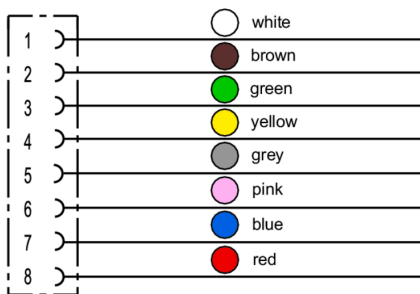 1 white
2 brown
3 green
4 yellow
5 grey
6 pink
7 blue
8 red